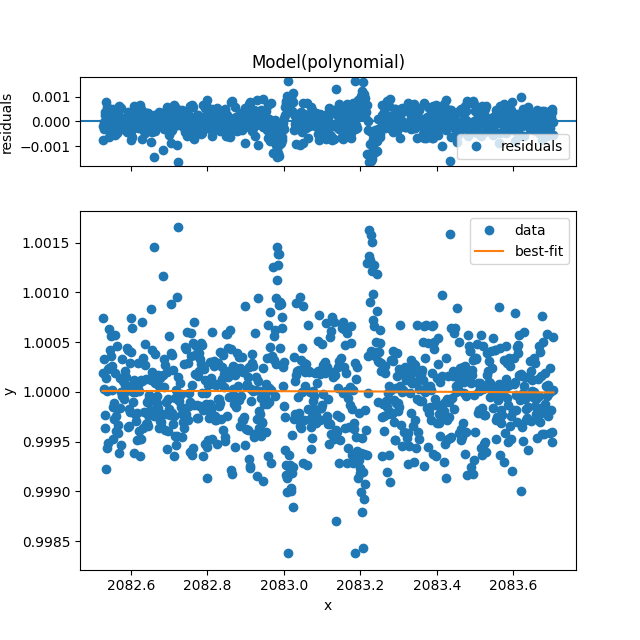 Model(polynomial)
residuals
0.001
0.000
−0.001
residuals
y
1.0015
1.0010
1.0005
1.0000
0.9995
0.9990
0.9985
data
best-fit
2082.6 2082.8 2083.0 2083.2 2083.4 2083.6
x